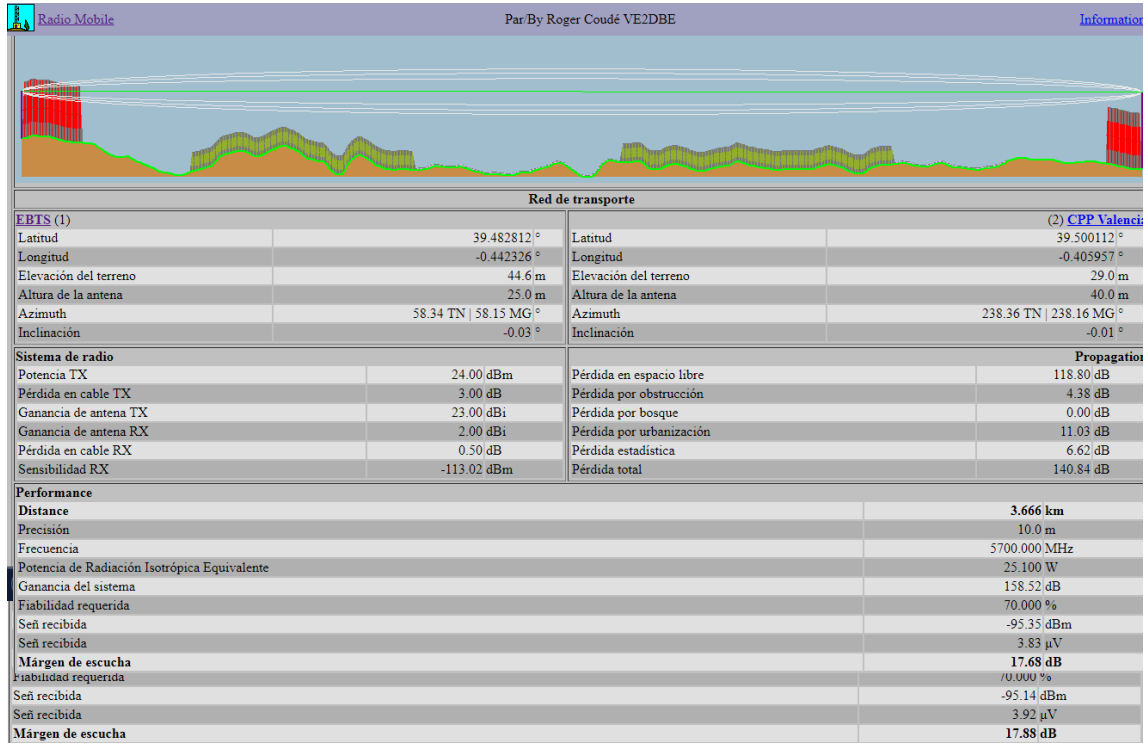 Radio Mobile Par/By Roger Coudé VE2DBE Information
Red de transporte
EBTS (1) (2) CPP Valencia
Latitud 39.482812 ° Latitud 39.500112 °
Longitud -0.442326 ° Longitud -0.405957 °
Elevación del terreno 44.6 m Elevación del terreno 29.0 m
Altura de la antena 25.0 m Altura de la antena 40.0 m
Azimuth 58.34 TN | 58.15 MG ° Azimuth 238.36 TN | 238.16 MG °
Inclinación -0.03 ° Inclinación -0.01 °
Sistema de radio Propagation
Potencia TX 24.00 dBm Pérdida en espacio libre 118.80 dB
Pérdida en cable TX 3.00 dB Pérdida por obstrucción 4.38 dB
Ganancia de antena TX 23.00 dBi Pérdida por bosque 0.00 dB
Ganancia de antena RX 2.00 dBi Pérdida por urbanización 11.03 dB
Pérdida en cable RX 0.50 dB Pérdida estadística 6.62 dB
Sensibilidad RX -113.02 dBm Pérdida total 140.84 dB
Performance
Distance 3.666 km
Precisión 10.0 m
Frecuencia 5700.000 MHz
Potencia de Radiación Isotrópica Equivalente 25.100 W
Ganancia del sistema 158.52 dB
Fiabilidad requerida 70.000 %
Señ recibida -95.35 dBm
Señ recibida 3.83 µV
Márgen de escucha 17.68 dB
Fiabilidad requerida 70.000 %
Señ recibida -95.14 dBm
Señ recibida 3.92 µV
Márgen de escucha 17.88 dB